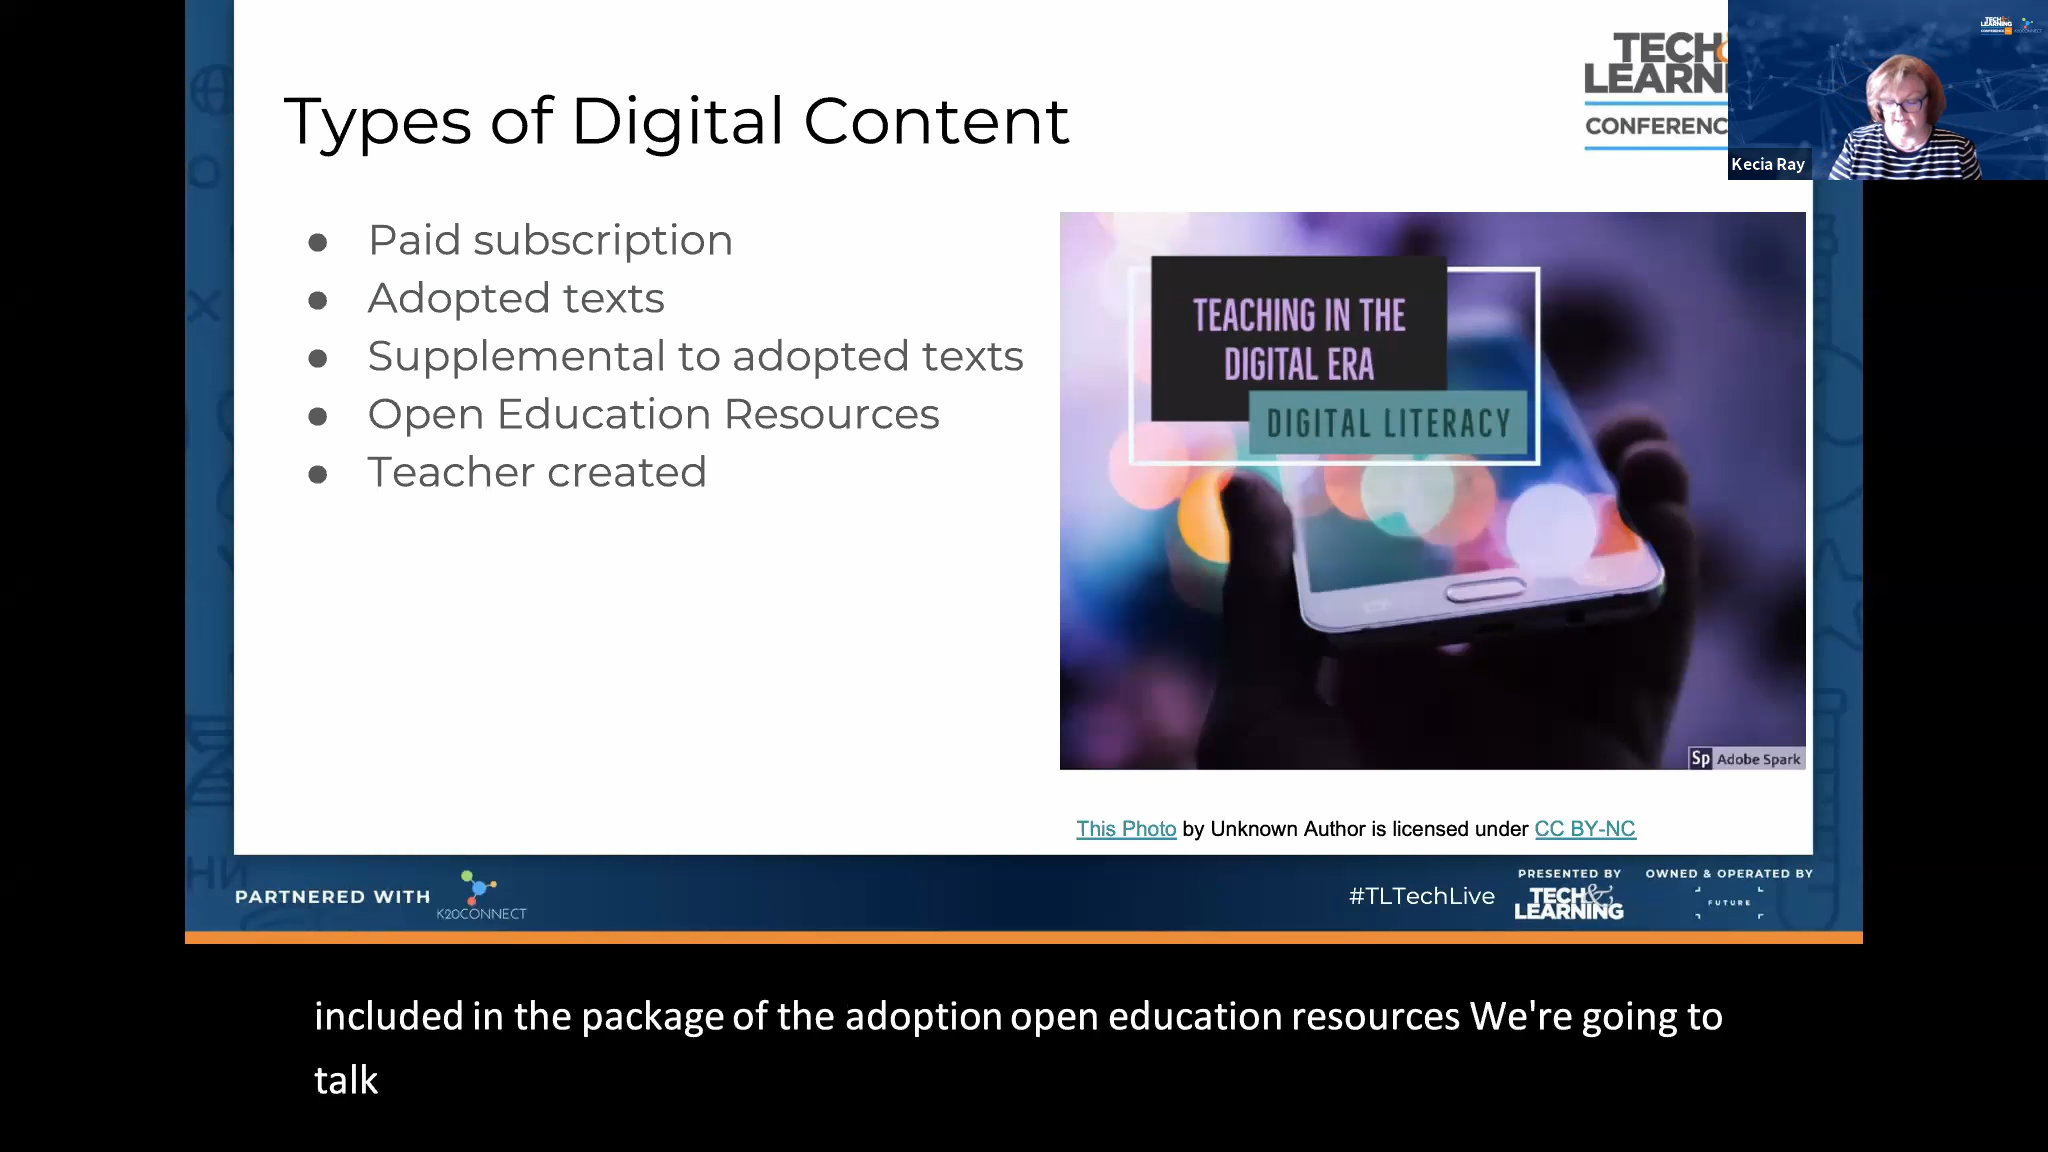 Types of Digital Content
TECH
LEARN
CONFERENC
TECH &
LEARNING
CONFERENCE
Kecia Ray
● Paid subscription
● Adopted texts
● Supplemental to adopted texts
● Open Education Resources
● Teacher created
TEACHING IN THE
DIGITAL ERA
DIGITAL LITERACY
Sp Adobe Spark
This Photo by Unknown Author is licensed under CC BY-NC
PARTNERED WITH
K20CONNECT
#TLTechLive
PRESENTED BY
TECH&
LEARNING
OWNED & OPERATED BY
FUTURE
included in the package of the adoption open education resources We're going to
talk